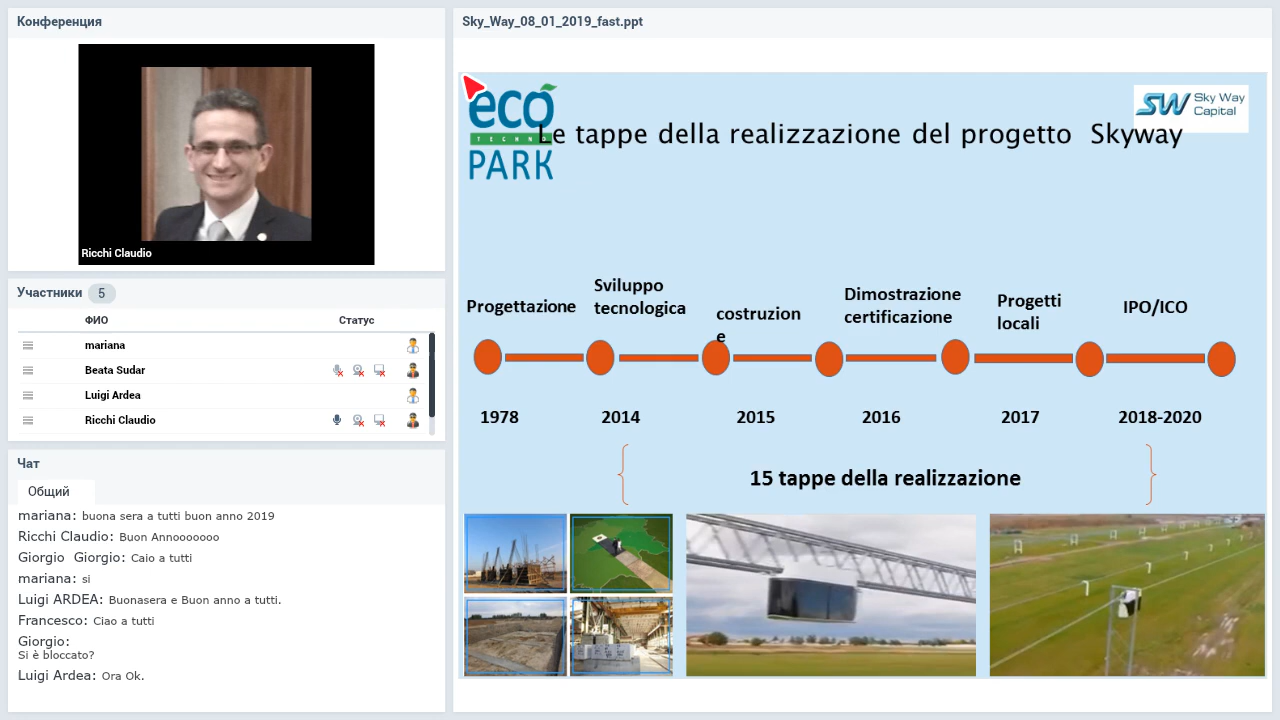 Конференция
Ricchi Claudio
Участники 5
ФИО Статус
mariana
Beata Sudar
Luigi Ardea
Ricchi Claudio
Чат
Общий
mariana: buona sera a tutti buon anno 2019
Ricchi Claudio: Buon Annooooooo
Giorgio Giorgio: Caio a tutti
mariana: si
Luigi ARDEA: Buonasera e Buon anno a tutti.
Francesco: Ciao a tutti
Giorgio:
Si è bloccato?
Luigi Ardea: Ora Ok.
Sky_Way_08_01_2019_fast.ppt
eco
TECHNO
PARK
SW Sky Way
Capital
Le tappe della realizzazione del progetto Skyway
Progettazione
Sviluppo
tecnologica
costruzion
e
Dimostrazione
certificazione
Progetti
locali
IPO/ICO
1978 2014 2015 2016 2017 2018-2020
15 tappe della realizzazione